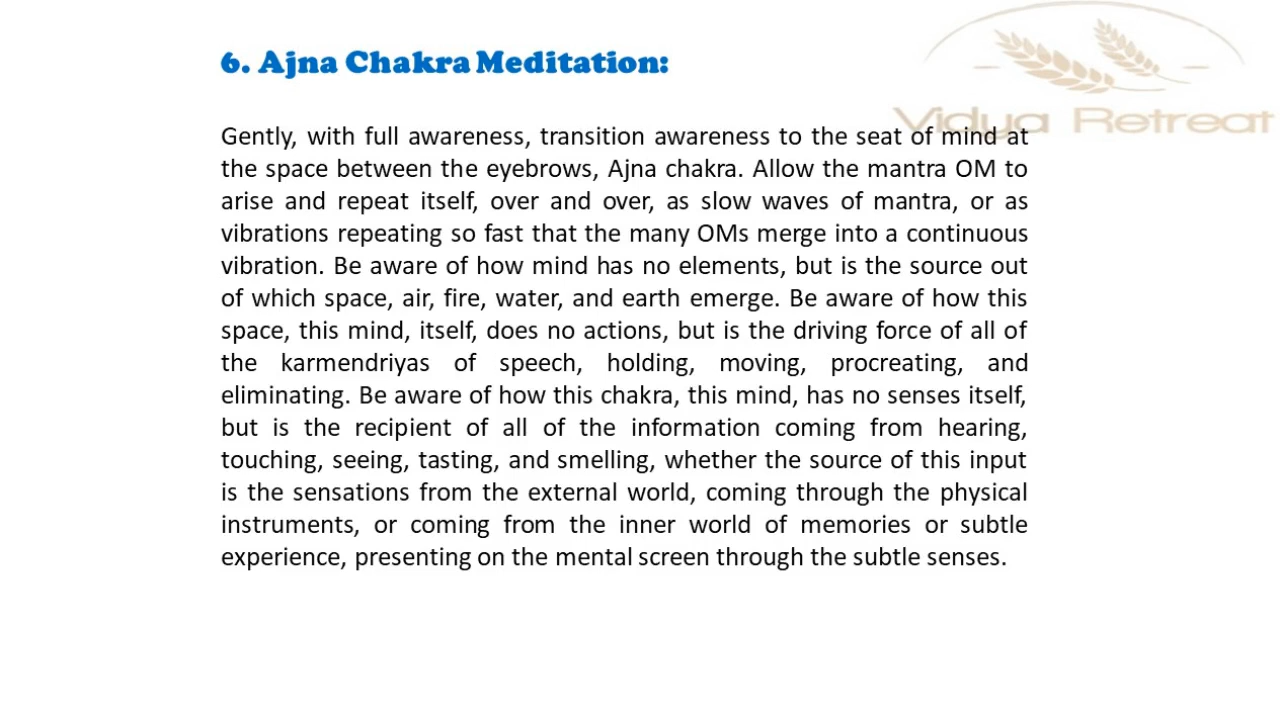 6. Ajna Chakra Meditation:
Vidya Retreat
Gently, with full awareness, transition awareness to the seat of mind at
the space between the eyebrows, Ajna chakra. Allow the mantra OM to
arise and repeat itself, over and over, as slow waves of mantra, or as
vibrations repeating so fast that the many OMs merge into a continuous
vibration. Be aware of how mind has no elements, but is the source out
of which space, air, fire, water, and earth emerge. Be aware of how this
space, this mind, itself, does no actions, but is the driving force of all of
the karmendriyas of speech, holding, moving, procreating, and
eliminating. Be aware of how this chakra, this mind, has no senses itself,
but is the recipient of all of the information coming from hearing,
touching, seeing, tasting, and smelling, whether the source of this input
is the sensations from the external world, coming through the physical
instruments, or coming from the inner world of memories or subtle
experience, presenting on the mental screen through the subtle senses.